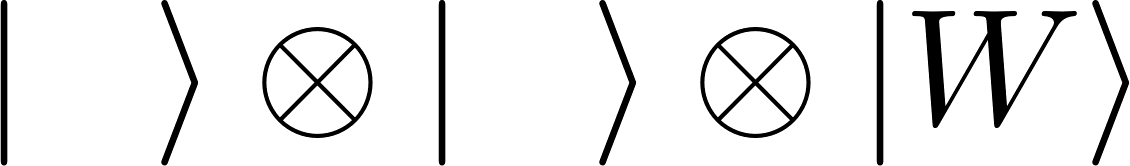 |  ⟩ ⊗ |  ⟩ ⊗ |W⟩